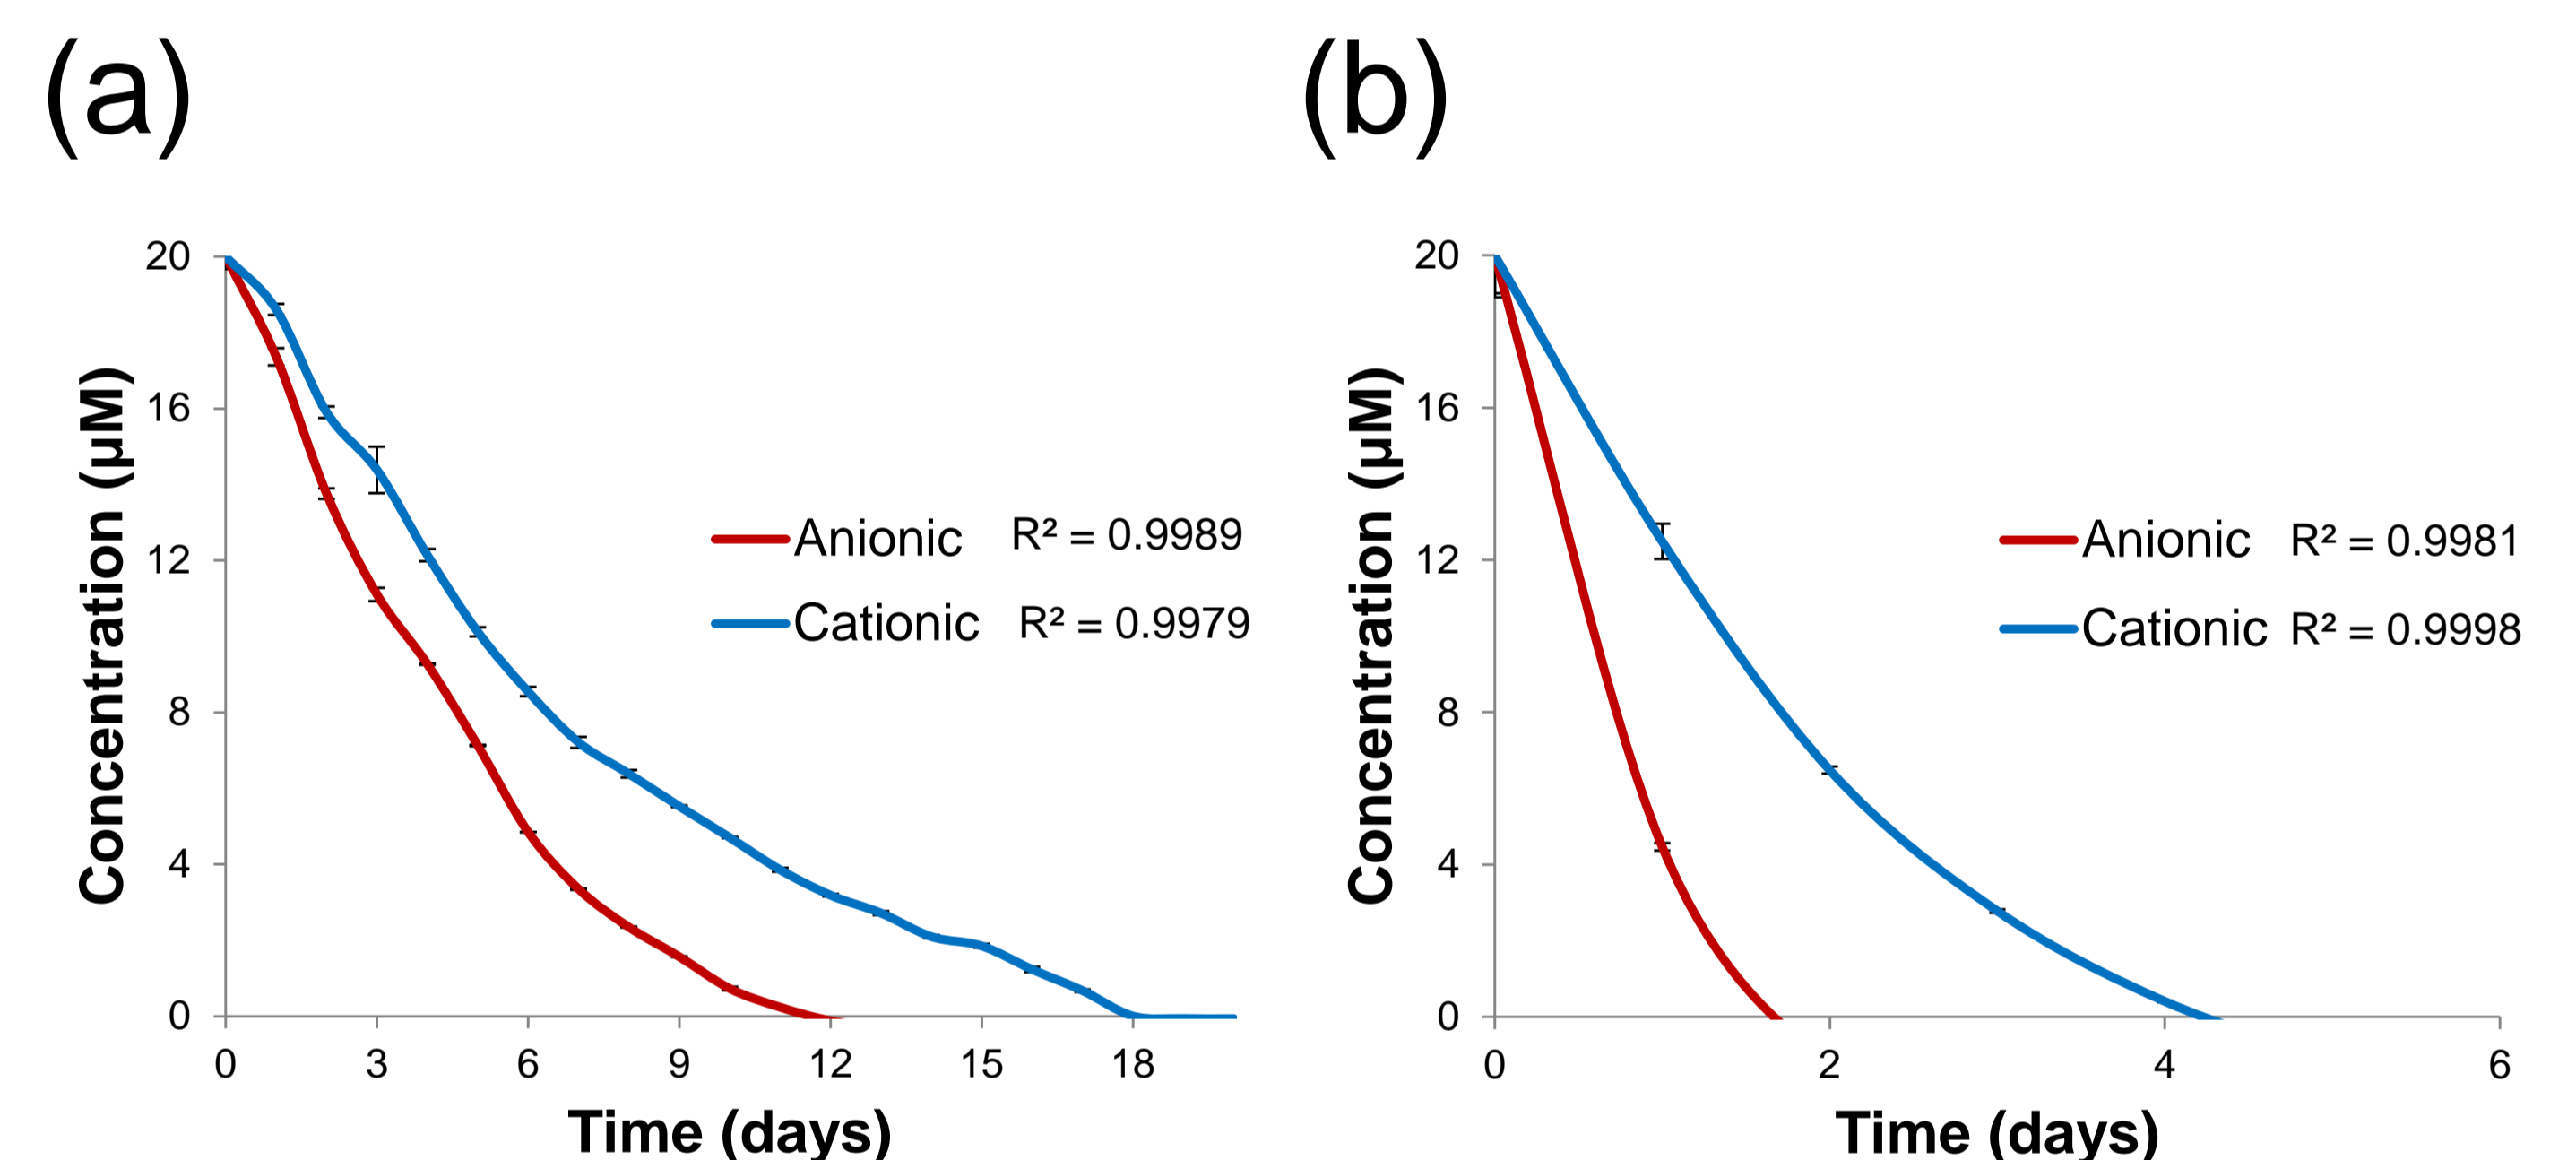 (a)
(b)
Concentration (µM)
20
16
12
8
4
0
0 3 6 9 12 15 18
Time (days)
Anionic R² = 0.9989
Cationic R² = 0.9979
Concentration (µM)
20
16
12
8
4
0
0 2 4 6
Time (days)
Anionic R² = 0.9981
Cationic R² = 0.9998